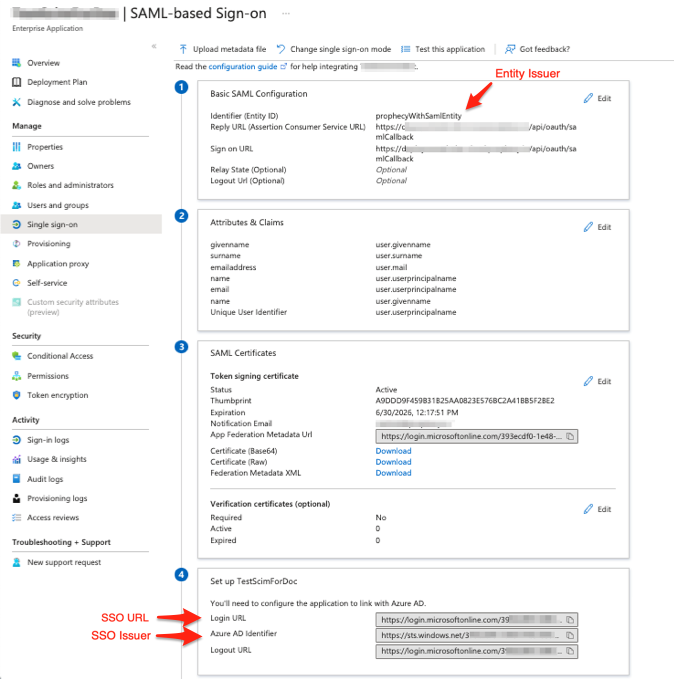 | SAML-based Sign-on ...
Enterprise Application
«
Upload metadata file Change single sign-on mode Test this application Got feedback?
Read the configuration guide for help integrating
Overview
Deployment Plan
Diagnose and solve problems
Manage
Properties
Owners
Roles and administrators
Users and groups
Single sign-on
Provisioning
Application proxy
Self-service
Custom security attributes
(preview)
Security
Conditional Access
Permissions
Token encryption
Activity
Sign-in logs
Usage & insights
Audit logs
Provisioning logs
Access reviews
Troubleshooting + Support
New support request
Entity Issuer
1
Basic SAML Configuration
Edit
Identifier (Entity ID) prophecyWithSamlEntity
Reply URL (Assertion Consumer Service URL) https:// /api/oauth/sa
mlCallback
Sign on URL https:// /api/oauth/sa
mlCallback
Relay State (Optional) Optional
Logout Url (Optional) Optional
2
Attributes & Claims
Edit
givenname user.givenname
surname user.surname
emailaddress user.mail
name user.userprincipalname
email user.userprincipalname
name user.givenname
Unique User Identifier user.userprincipalname
3
SAML Certificates
Token signing certificate
Edit
Status Active
Thumbprint A9DDD9F459B31B25AA0823E576BC2A41BB5F2BE2
Expiration 6/30/2026, 12:17:51 PM
Notification Email
App Federation Metadata Url https://login.microsoftonline.com/393ecdf0-1e48-...
Certificate (Base64) Download
Certificate (Raw) Download
Federation Metadata XML Download
Verification certificates (optional)
Edit
Required No
Active 0
Expired 0
4
Set up TestScimForDoc
You'll need to configure the application to link with Azure AD.
SSO URL
Login URL https://login.microsoftonline.com/39 ...
SSO Issuer
Azure AD Identifier https://sts.windows.net/3 ...
Logout URL https://login.microsoftonline.com/3 ...